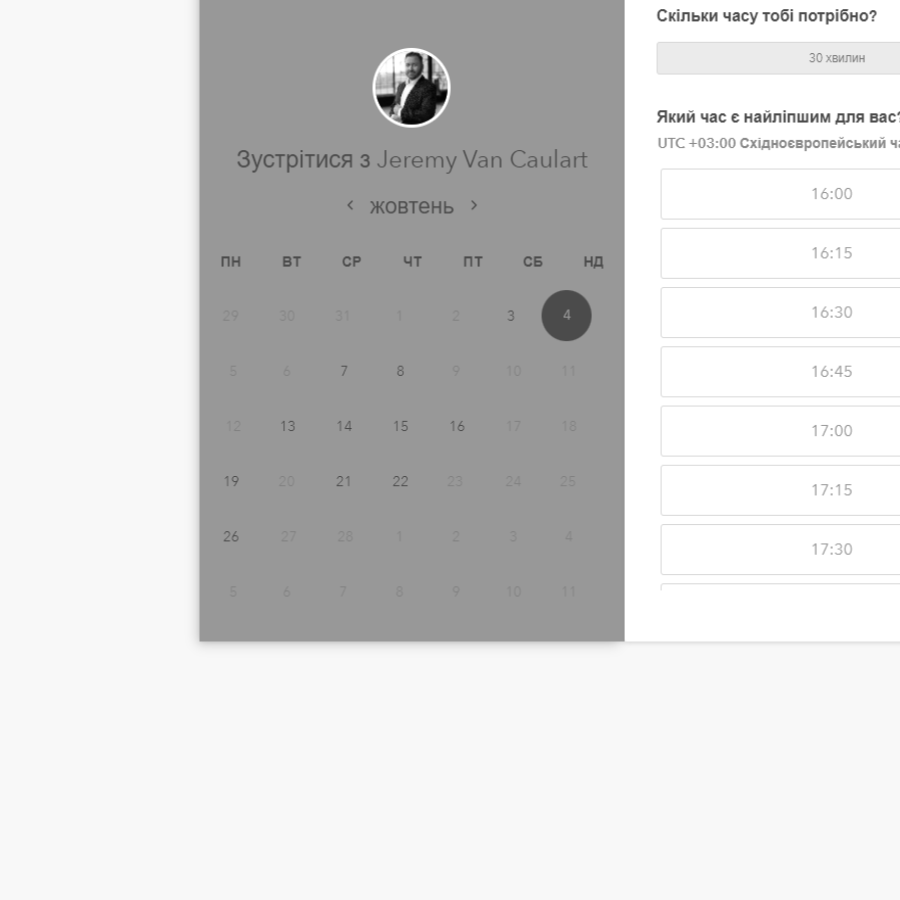 Зустрітися з Jeremy Van Caulart
жовтень
ПН ВТ СР ЧТ ПТ СБ НД
29 30 31 1 2 3 4
5 6 7 8 9 10 11
12 13 14 15 16 17 18
19 20 21 22 23 24 25
26 27 28 1 2 3 4
5 6 7 8 9 10 11
Скільки часу тобі потрібно?
30 хвилин
Який час є найліпшим для вас?
UTC +03:00 Східноєвропейський ча
16:00
16:15
16:30
16:45
17:00
17:15
17:30